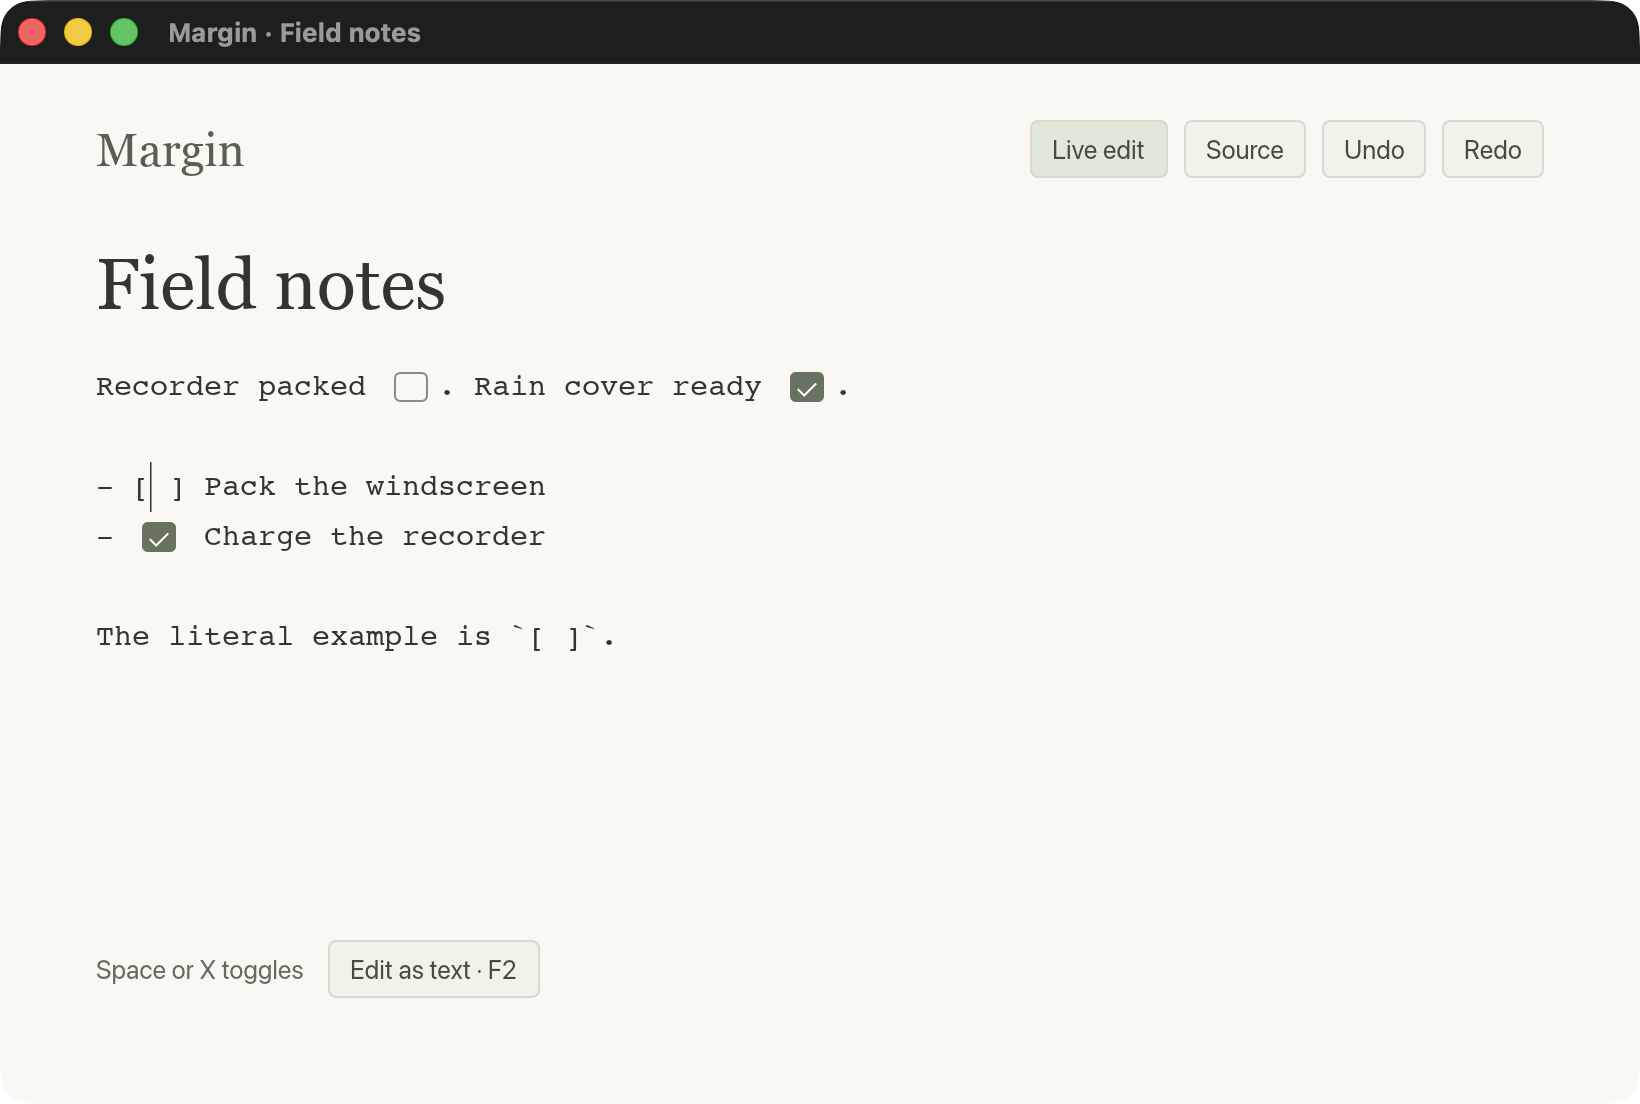 Margin · Field notes
Margin
Live edit Source Undo Redo
Field notes
Recorder packed . Rain cover ready .
- [ ] Pack the windscreen
- Charge the recorder
The literal example is `[ ]`.
Space or X toggles Edit as text · F2